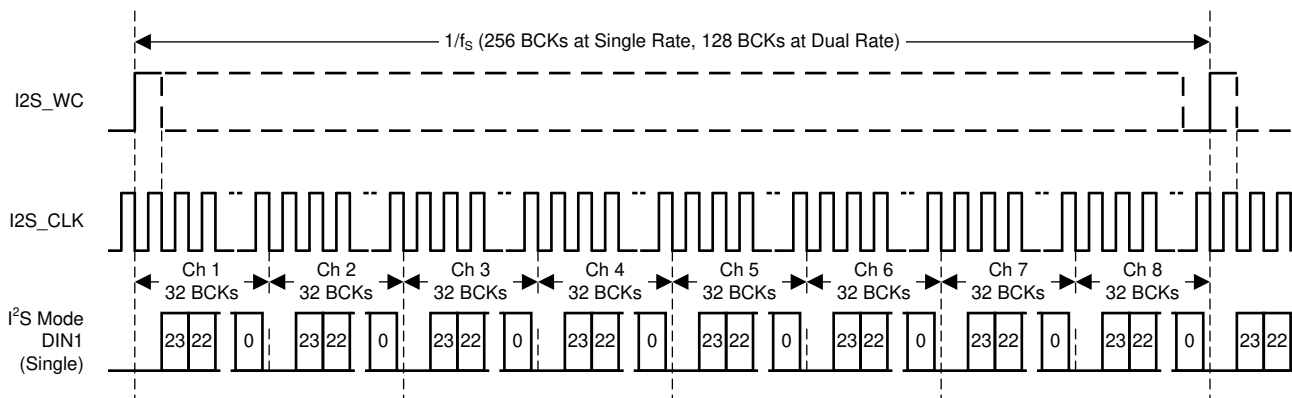 1/fS (256 BCKs at Single Rate, 128 BCKs at Dual Rate)
I2S_WC
I2S_CLK
Ch 1 Ch 2 Ch 3 Ch 4 Ch 5 Ch 6 Ch 7 Ch 8
32 BCKs 32 BCKs 32 BCKs 32 BCKs 32 BCKs 32 BCKs 32 BCKs 32 BCKs
I²S Mode
DIN1
(Single)
23 22 0 23 22 0 23 22 0 23 22 0 23 22 0 23 22 0 23 22 0 23 22 0 23 22